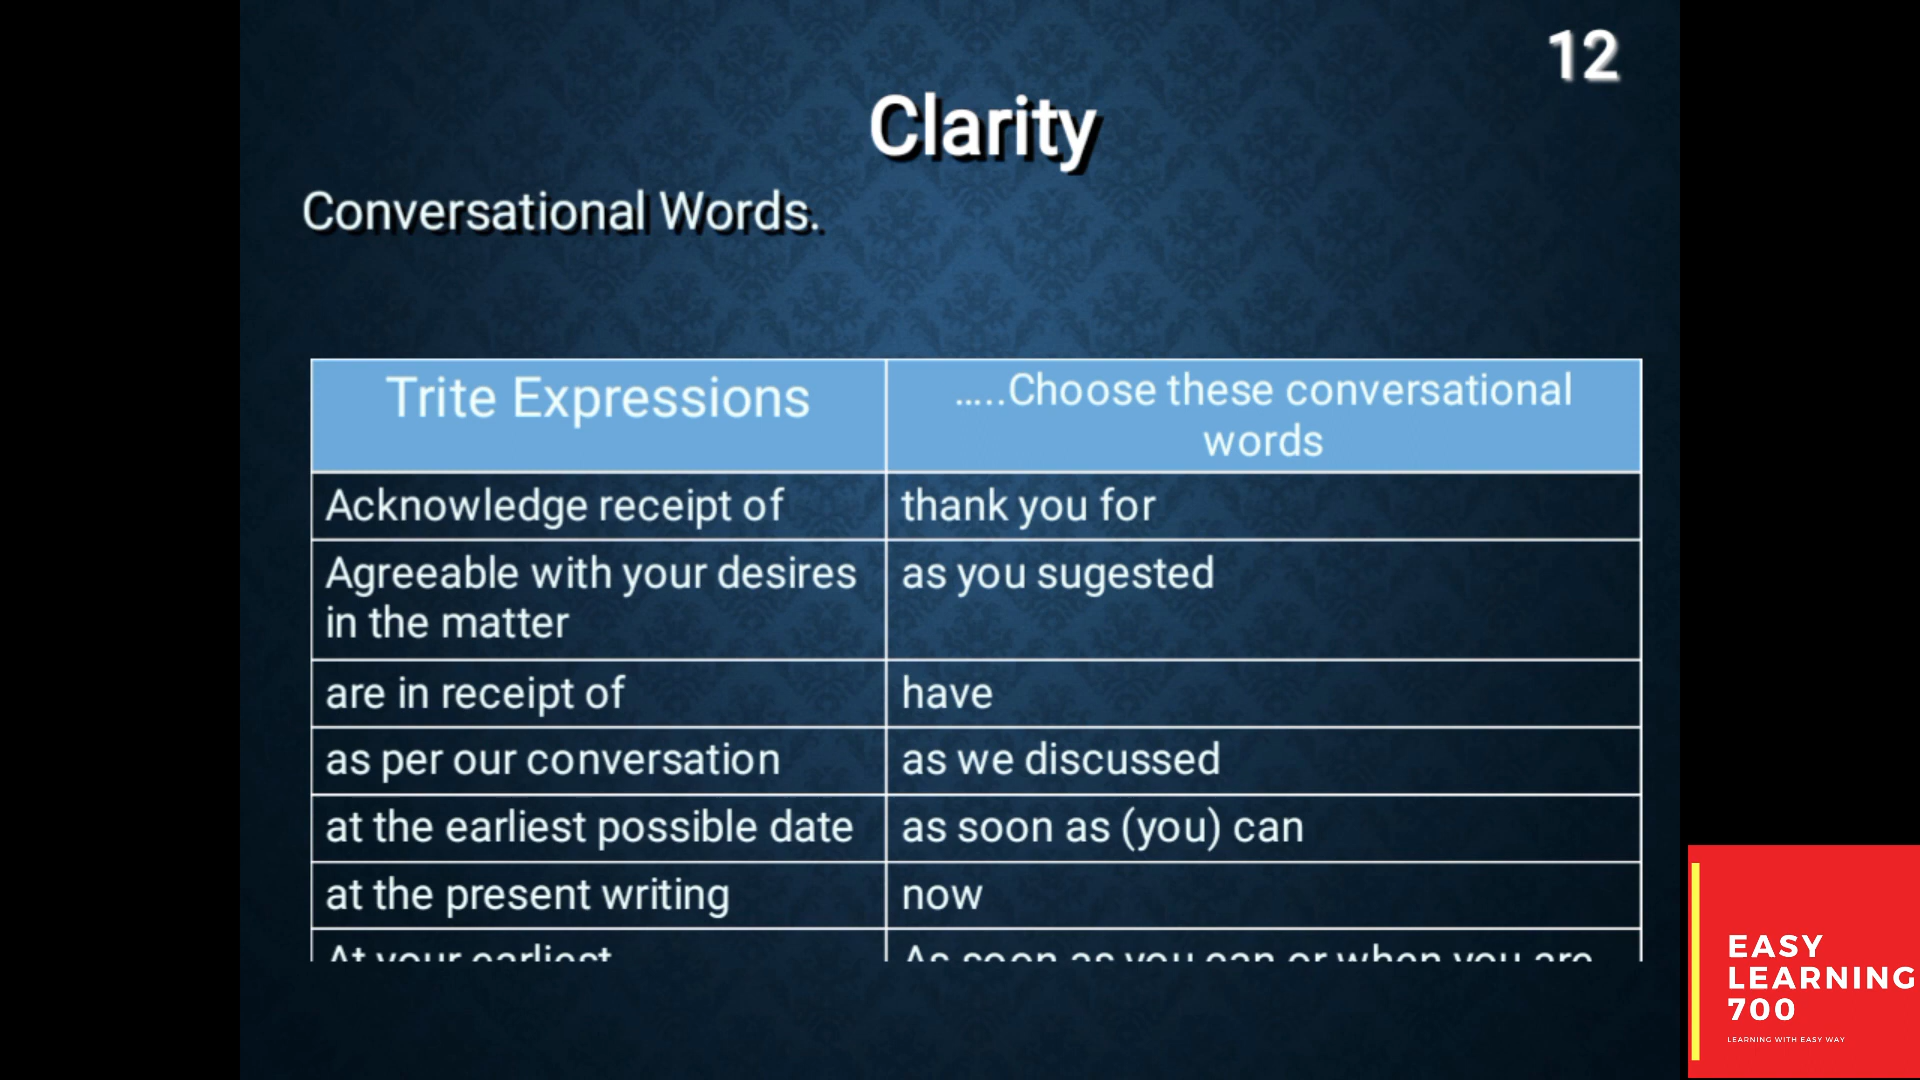 12
Clarity
Conversational Words.
Trite Expressions
.....Choose these conversational
words
Acknowledge receipt of
thank you for
Agreeable with your desires
in the matter
as you sugested
are in receipt of
have
as per our conversation
as we discussed
at the earliest possible date
as soon as (you) can
at the present writing
now
At your earliest
As soon as you can or when you are
EASY
LEARNING
700
LEARNING WITH EASY WAY